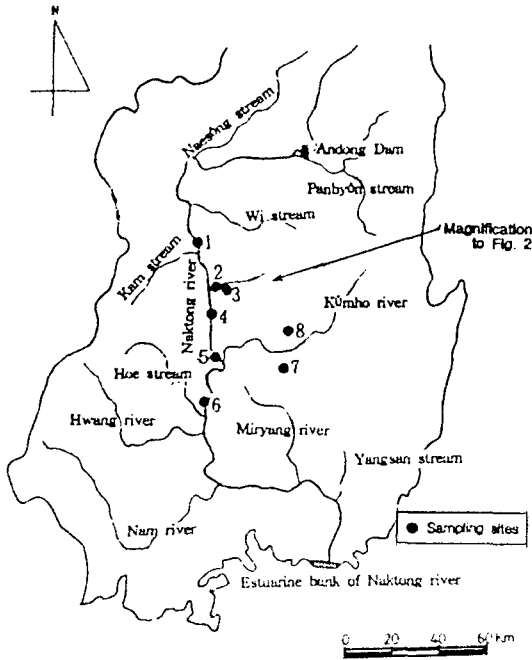 N
Naesŏng stream
Andong Dam
Panbyŏn stream
Wi stream
Magnification
to Fig. 2
1
Kam stream
2
3
Kŭmho river
Naktong river
4
8
5
7
Hoe stream
6
Hwang river
Miryang river
Yangsan stream
Nam river
Sampling sites
Estuarine bank of Naktong river
0 20 40 60 Km